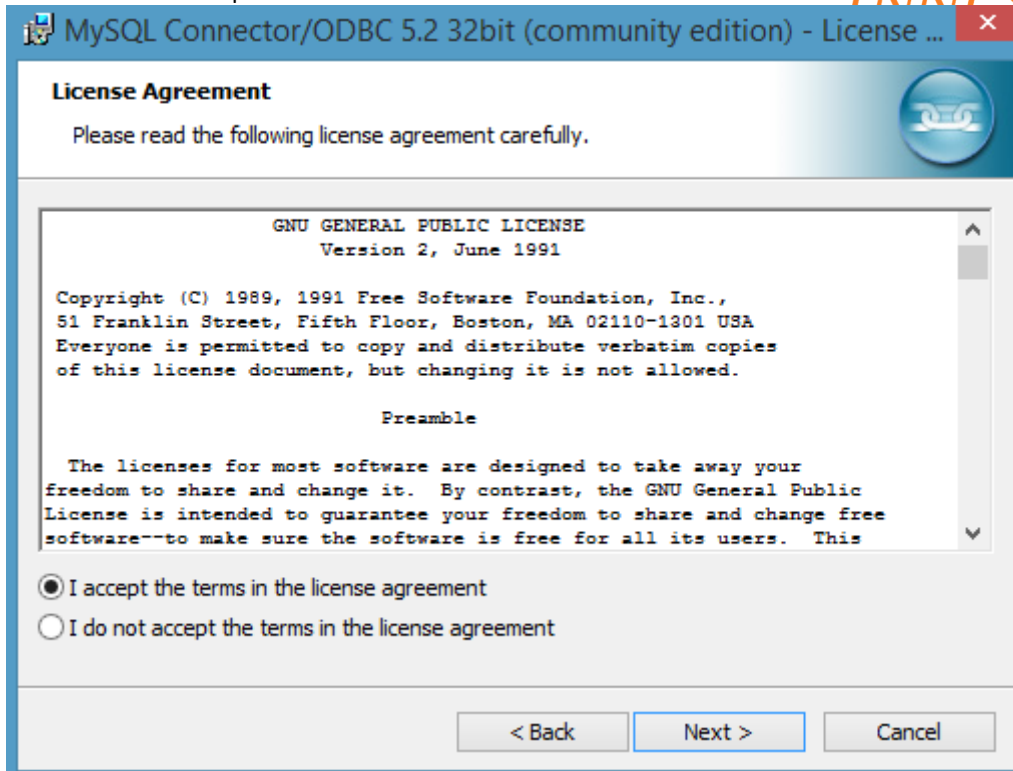 MySQL Connector/ODBC 5.2 32bit (community edition) - License ...
License Agreement
Please read the following license agreement carefully.
GNU GENERAL PUBLIC LICENSE
Version 2, June 1991
Copyright (C) 1989, 1991 Free Software Foundation, Inc.,
51 Franklin Street, Fifth Floor, Boston, MA 02110-1301 USA
Everyone is permitted to copy and distribute verbatim copies
of this license document, but changing it is not allowed.
Preamble
The licenses for most software are designed to take away your
freedom to share and change it.  By contrast, the GNU General Public
License is intended to guarantee your freedom to share and change free
software--to make sure the software is free for all its users.  This
I accept the terms in the license agreement
I do not accept the terms in the license agreement
< Back
Next >
Cancel